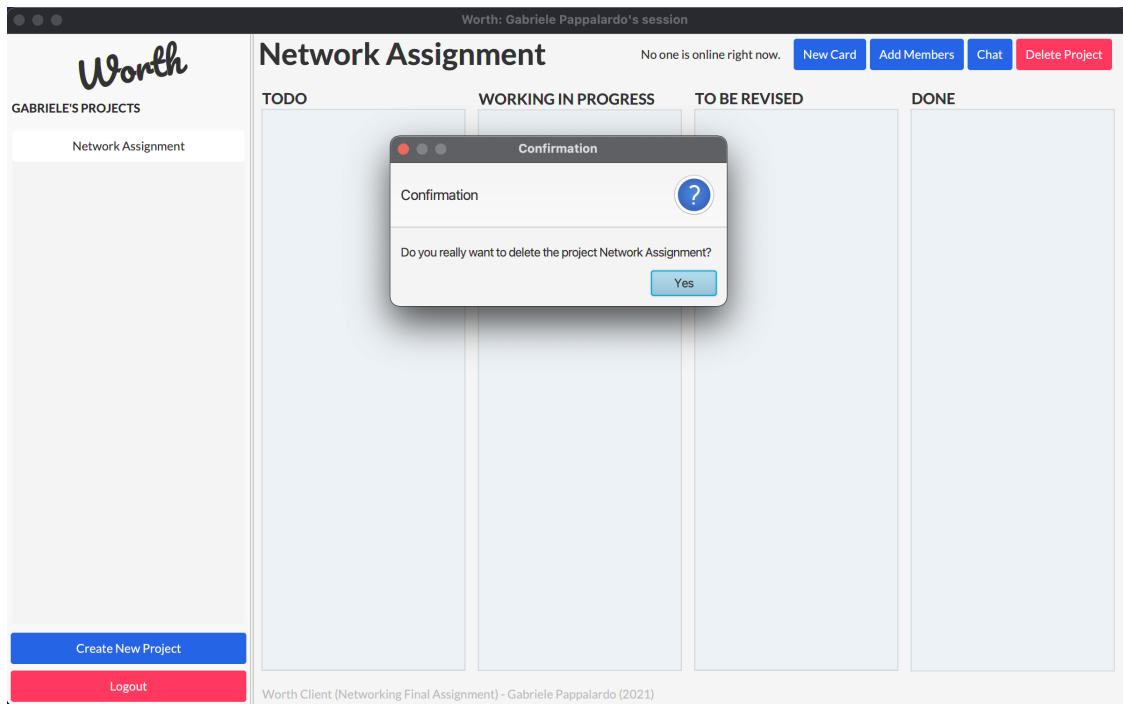 Worth: Gabriele Pappalardo's session
Worth
GABRIELE'S PROJECTS
Network Assignment
Create New Project
Logout
Network Assignment
No one is online right now.
New Card
Add Members
Chat
Delete Project
TODO
WORKING IN PROGRESS
TO BE REVISED
DONE
Confirmation
Confirmation
?
Do you really want to delete the project Network Assignment?
Yes
Worth Client (Networking Final Assignment) - Gabriele Pappalardo (2021)